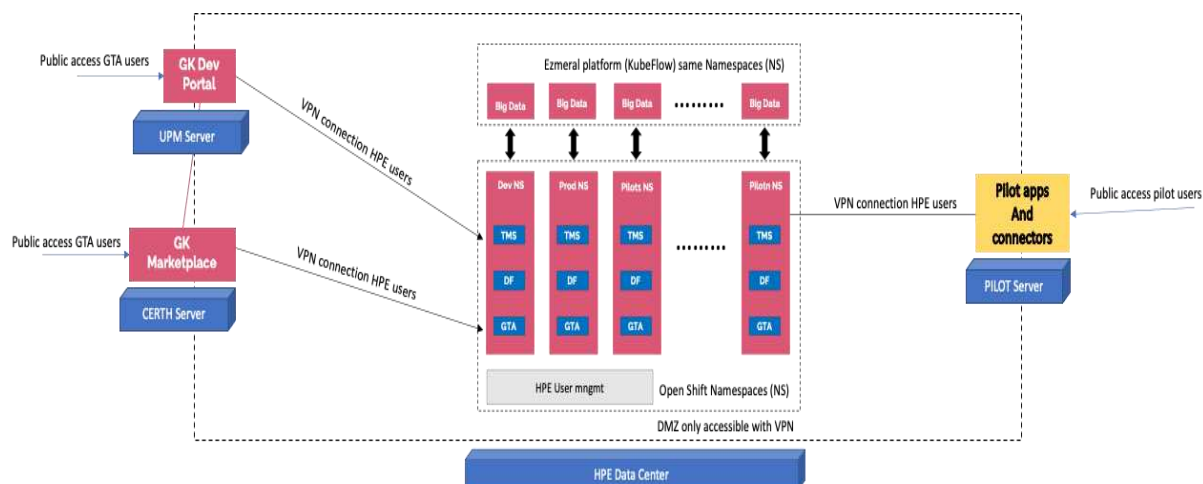 Public access GTA users
GK Dev
Portal
UPM Server
VPN connection HPE users
Public access GTA users
GK
Marketplace
CERTH Server
VPN connection HPE users
Ezmeral platform (KubeFlow) same Namespaces (NS)
Big Data
Big Data
Big Data
Big Data
Dev NS
Prod NS
Pilots NS
Pilotn NS
TMS
TMS
TMS
TMS
DF
DF
DF
DF
GTA
GTA
GTA
GTA
HPE User mngmt
Open Shift Namespaces (NS)
DMZ only accessible with VPN
HPE Data Center
VPN connection HPE users
Pilot apps
And
connectors
PILOT Server
Public access pilot users